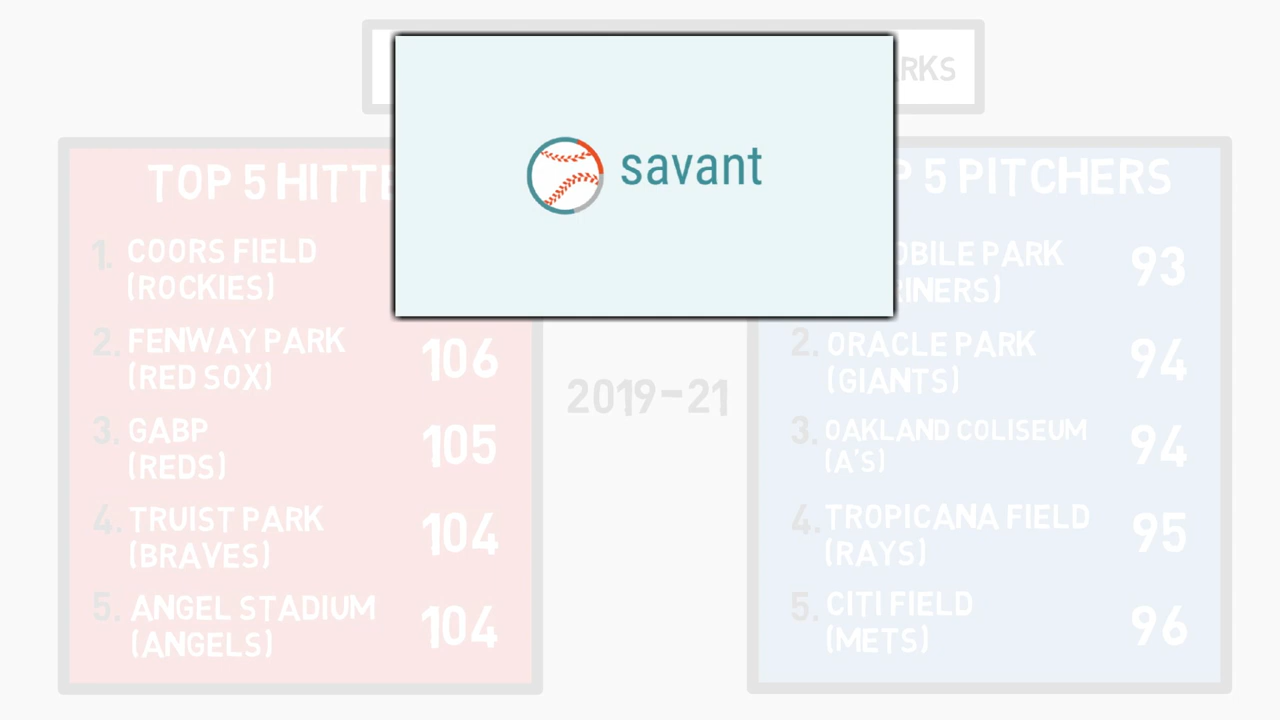 savant
RKS
TOP 5 HITTE
1. COORS FIELD
(ROCKIES)
2. FENWAY PARK
(RED SOX)
106
3. GABP
(REDS)
105
4. TRUIST PARK
(BRAVES)
104
5. ANGEL STADIUM
(ANGELS)
104
2019-21
P 5 PITCHERS
OBILE PARK
RINERS)
93
2. ORACLE PARK
(GIANTS)
94
3. OAKLAND COLISEUM
(A'S)
94
4. TROPICANA FIELD
(RAYS)
95
5. CITI FIELD
(METS)
96